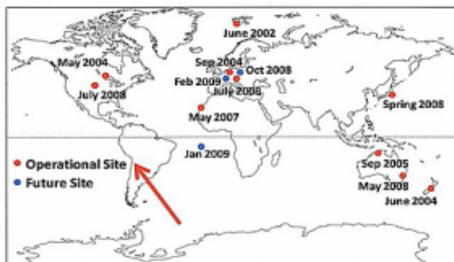 June 2002
May 2004
Sep 2004
Oct 2008
Feb 2009
July 2008
July 2008
Spring 2008
May 2007
Jan 2009
Operational Site
Future Site
Sep 2005
May 2008
June 2004